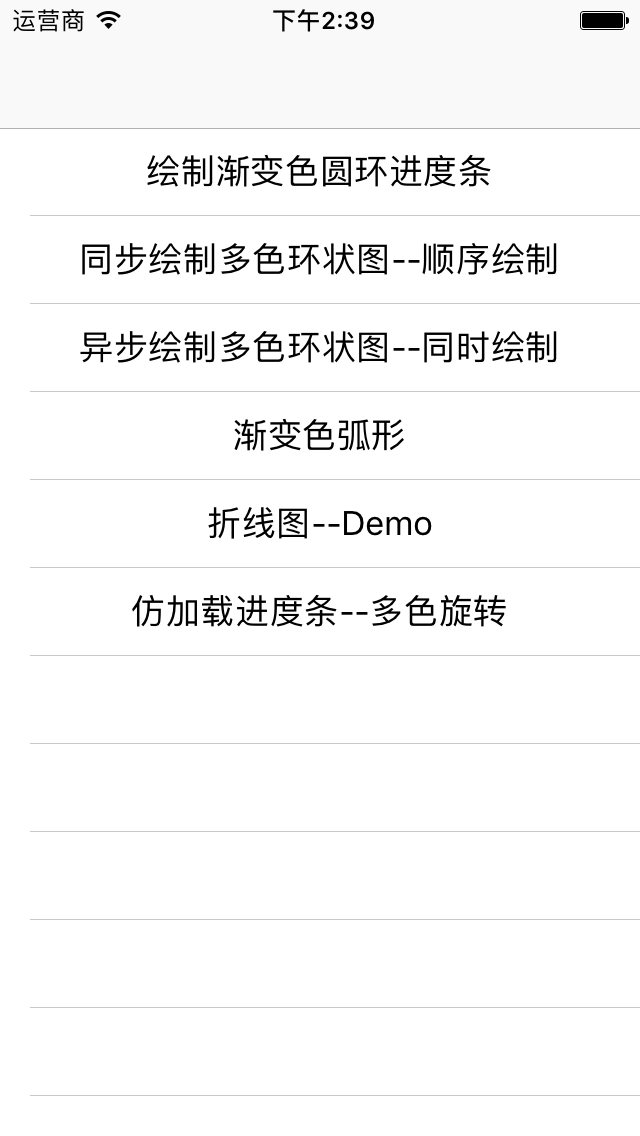 运营商 下午2:39
绘制渐变色圆环进度条
同步绘制多色环状图--顺序绘制
异步绘制多色环状图--同时绘制
渐变色弧形
折线图--Demo
仿加载进度条--多色旋转